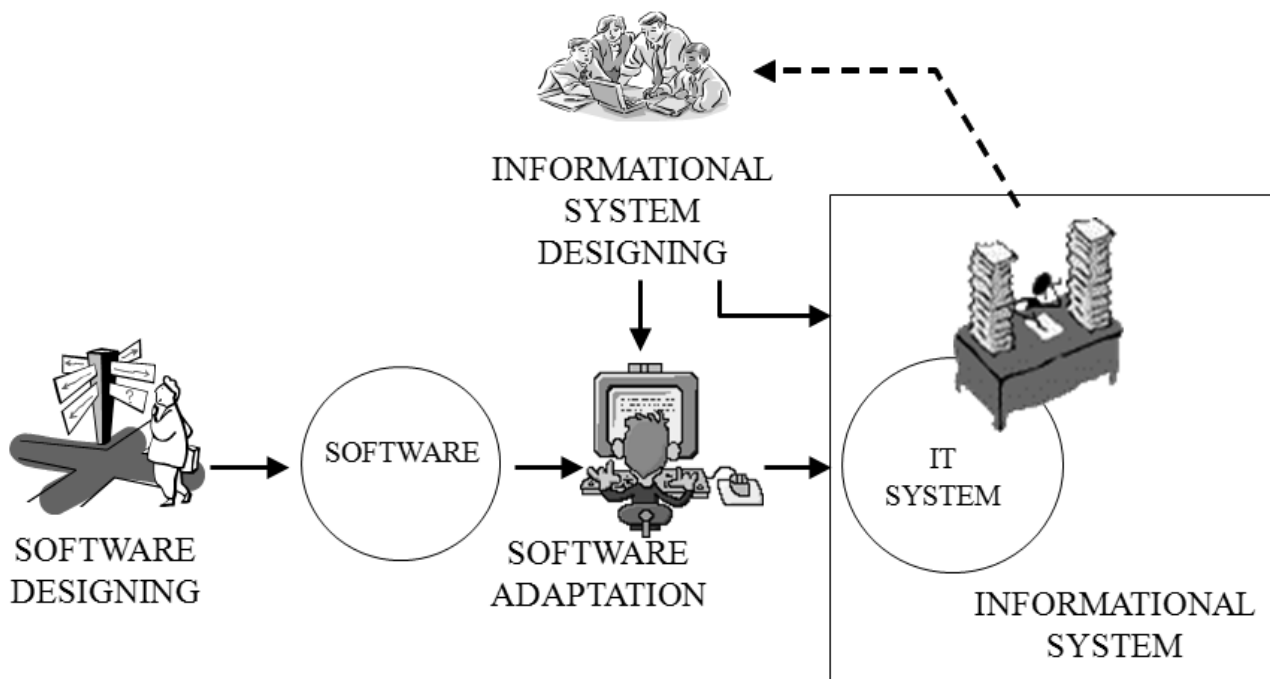 INFORMATIONAL
SYSTEM
DESIGNING
?
SOFTWARE
IT
SYSTEM
SOFTWARE
DESIGNING
SOFTWARE
ADAPTATION
INFORMATIONAL
SYSTEM